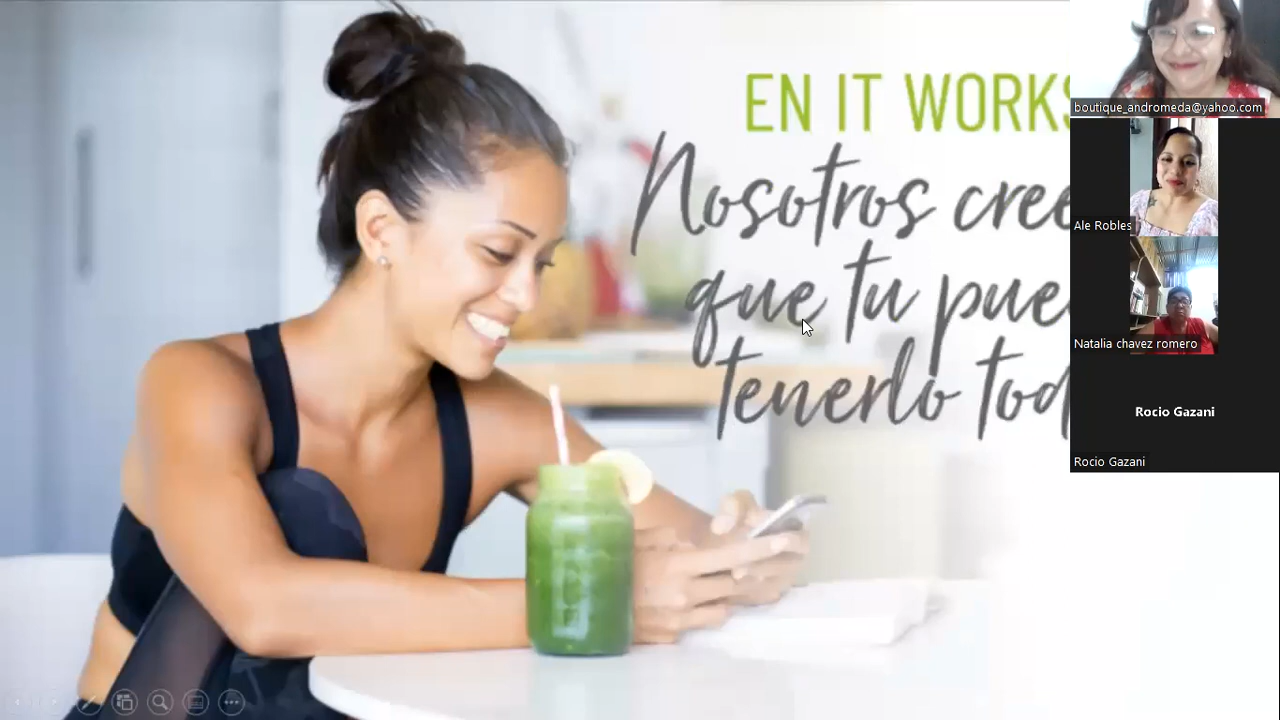 EN IT WORKS
Nosotros cree
que tu pue
tenerlo tod
boutique_andromeda@yahoo.com
Ale Robles
Natalia chavez romero
Rocio Gazani
Rocio Gazani